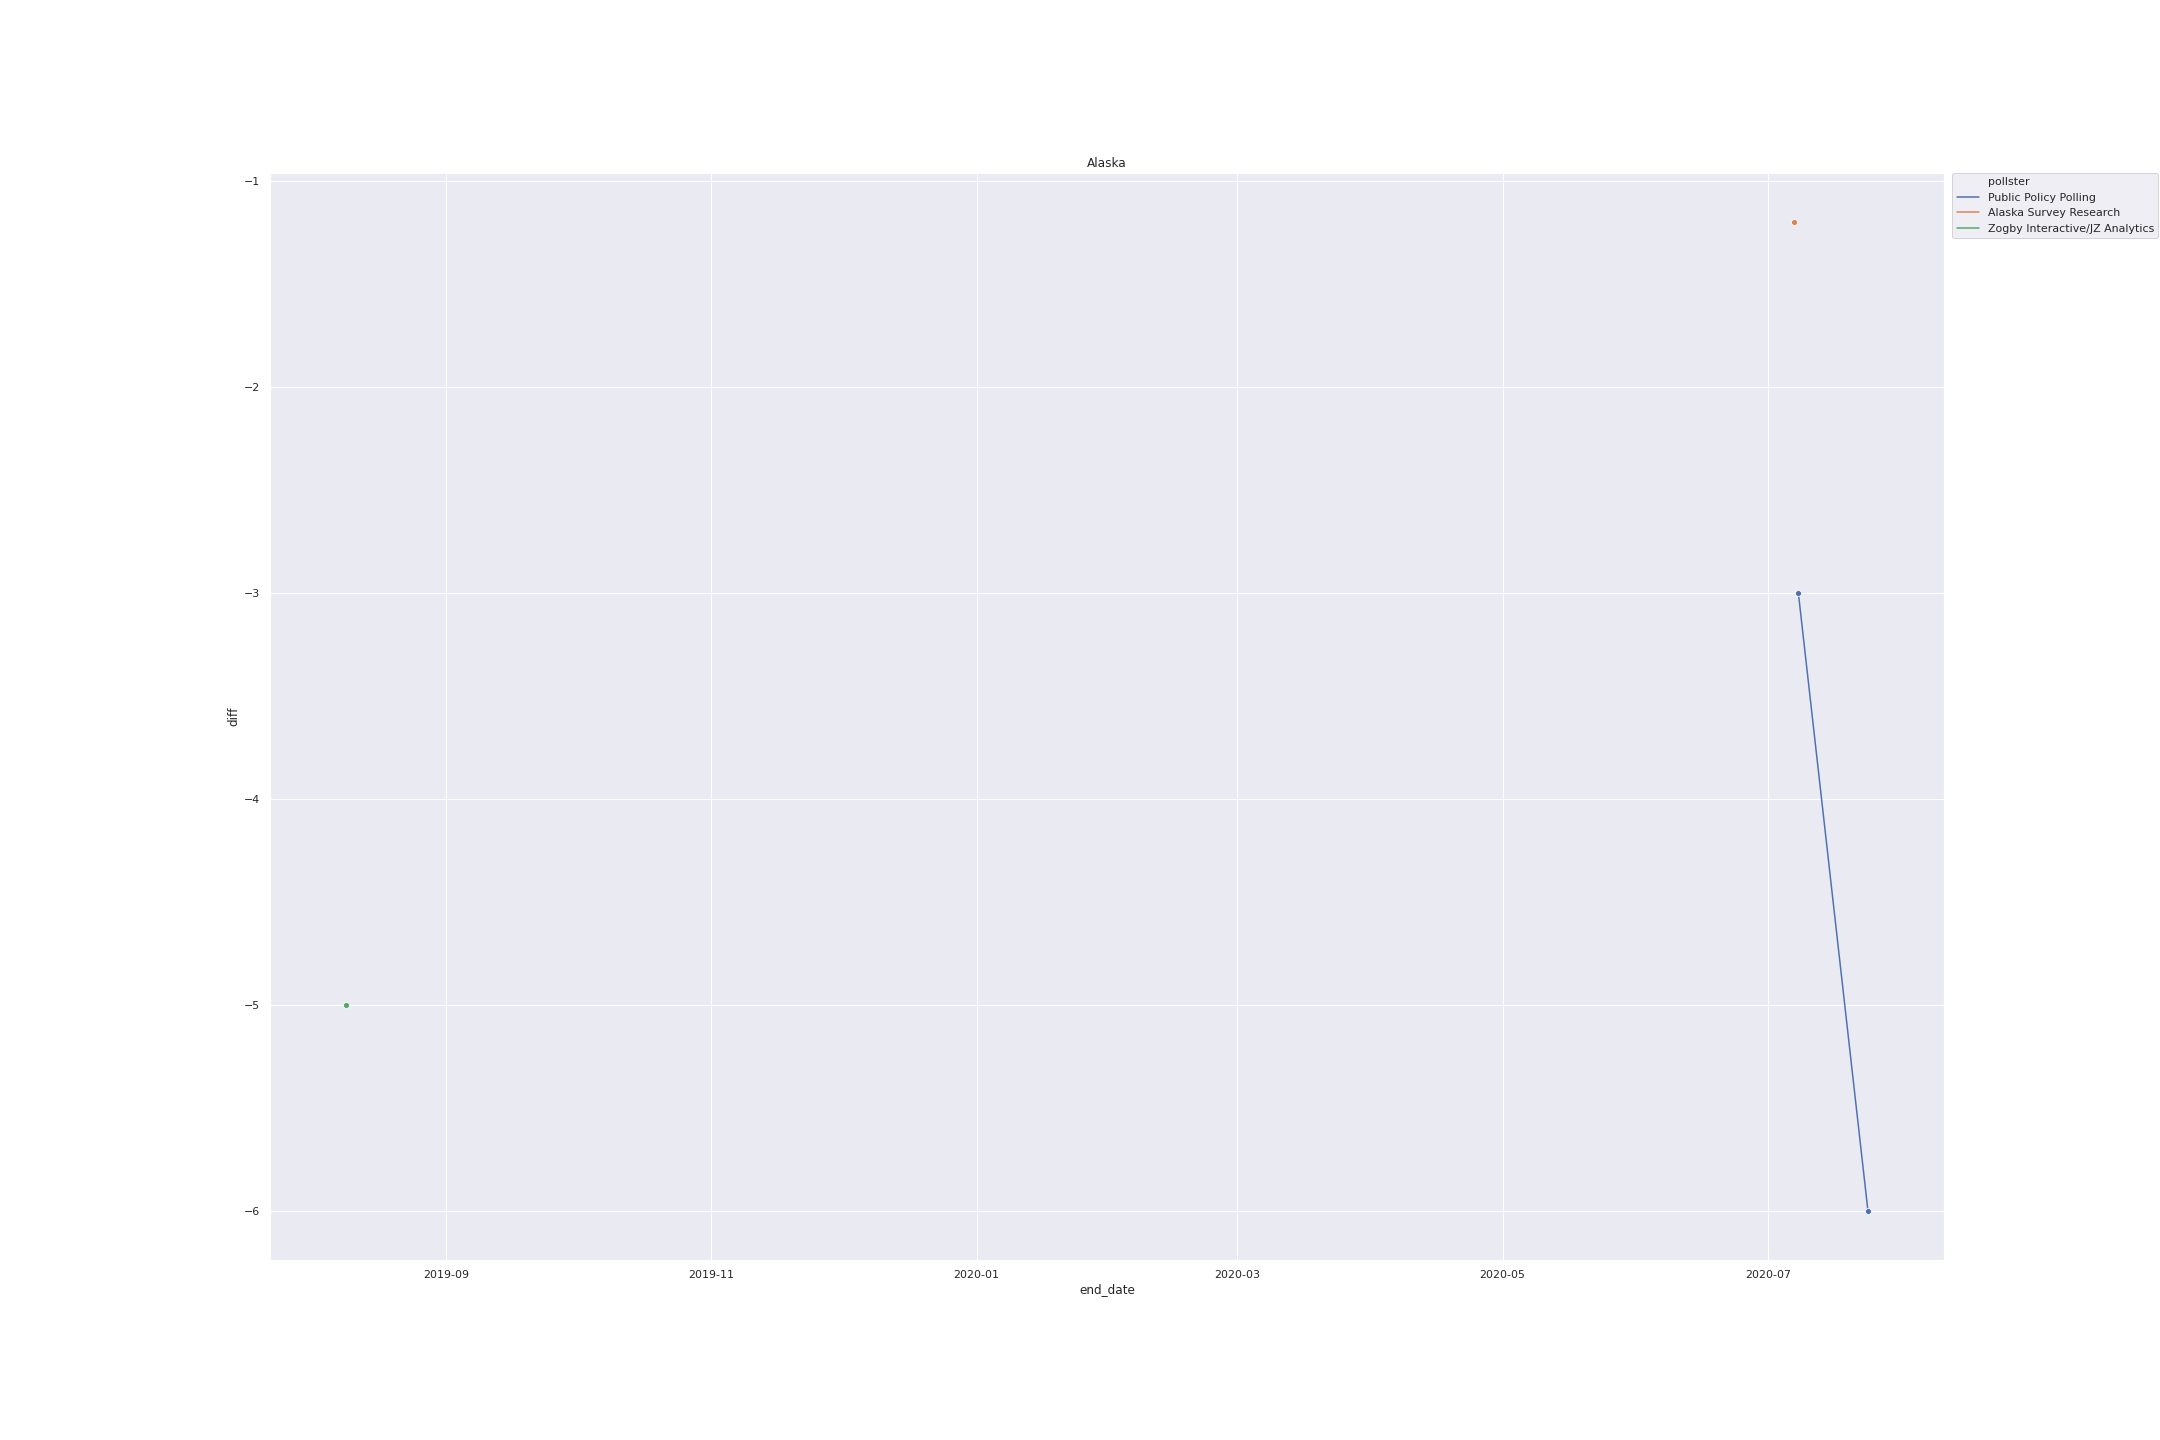 Alaska
pollster
Public Policy Polling
Alaska Survey Research
Zogby Interactive/JZ Analytics
−1
−2
−3
−4
−5
−6
diff
2019-09 2019-11 2020-01 2020-03 2020-05 2020-07
end_date